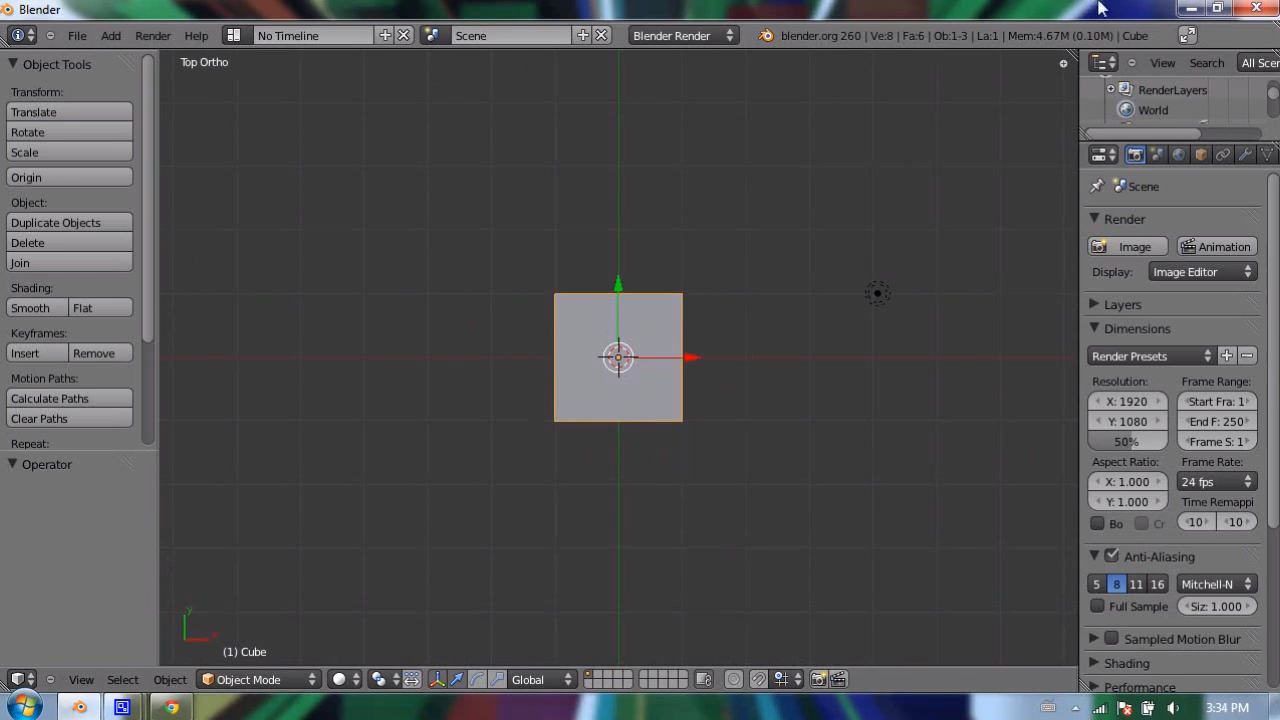 Blender
File Add Render Help No Timeline Scene Blender Render blender.org 260 | Ve:8 | Fa:6 | Ob:1-3 | La:1 | Mem:4.67M (0.10M) | Cube
Object Tools
Transform:
Translate
Rotate
Scale
Origin
Object:
Duplicate Objects
Delete
Join
Shading:
Smooth Flat
Keyframes:
Insert Remove
Motion Paths:
Calculate Paths
Clear Paths
Repeat:
Operator
Top Ortho
y
x
(1) Cube
View Search All Scen
RenderLayers
World
Scene
Render
Image Animation
Display: Image Editor
Layers
Dimensions
Render Presets
Resolution: Frame Range:
X: 1920 Start Fra: 1
Y: 1080 End F: 250
50% Frame S: 1
Aspect Ratio: Frame Rate:
X: 1.000 24 fps
Y: 1.000 Time Remappi
Bo Cr 10 10
Anti-Aliasing
5 8 11 16 Mitchell-N
Full Sample Siz: 1.000
Sampled Motion Blur
Shading
Performance
View Select Object Object Mode Global
3:34 PM